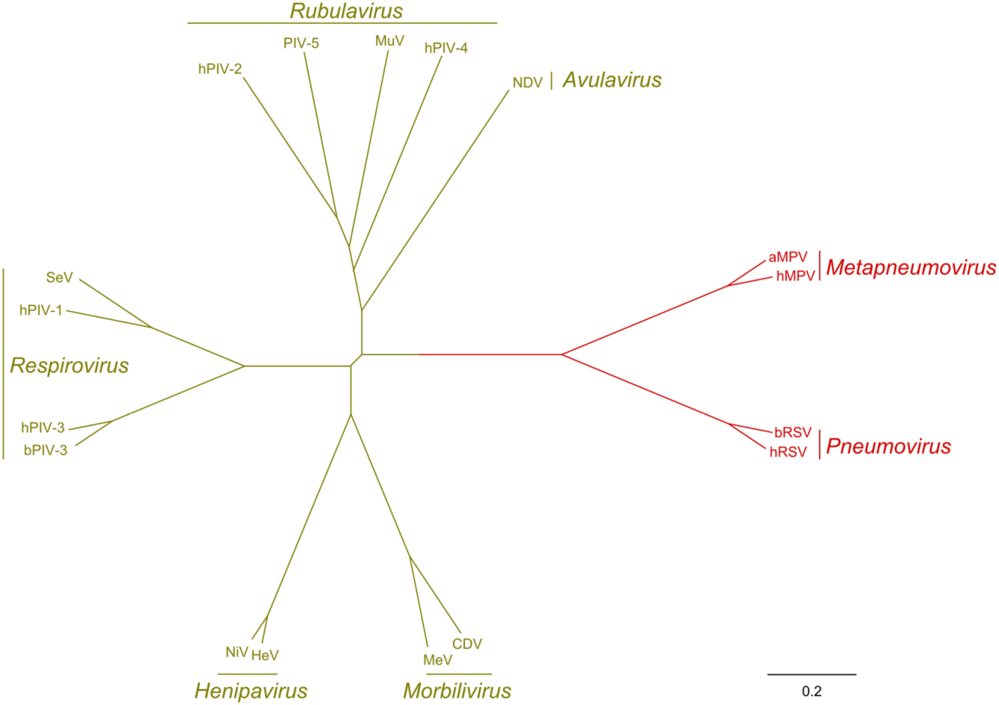 Rubulavirus
hPIV-2
PIV-5
MuV
hPIV-4
NDV
Avulavirus
aMPV
hMPV
Metapneumovirus
SeV
hPIV-1
Respirovirus
hPIV-3
bPIV-3
bRSV
hRSV
Pneumovirus
NiV
HeV
Henipavirus
CDV
MeV
Morbilivirus
0.2